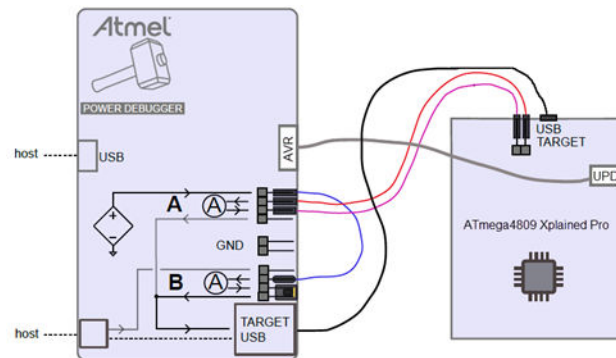 Atmel
POWER DEBUGGER
host
USB
AVR
USB
TARGET
UPD
ATmega4809 Xplained Pro
A
A
GND
B
A
host
TARGET
USB